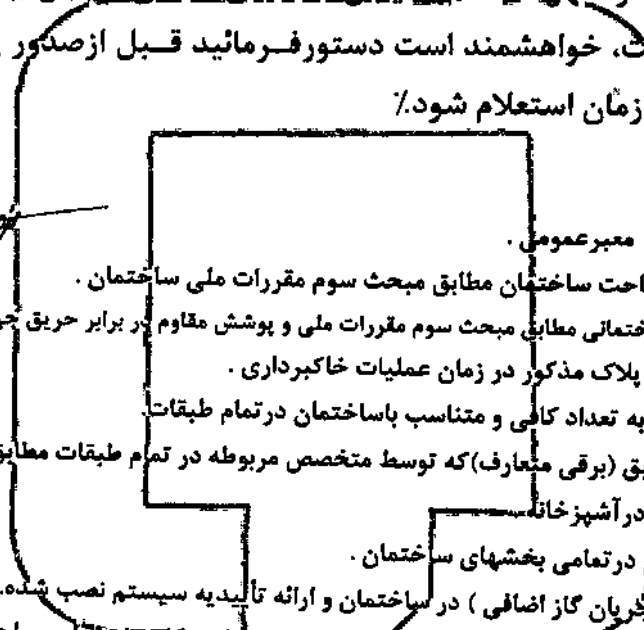 ت، خواهشمند است دستورفـرمائید قـبل ازصدور
زمان استعلام شود٪
معبرعمومی .
احت ساختمان مطابق مبحث سوم مقررات ملی ساختمان .
ختمانی مطابق مبحث سوم مقررات ملی و پوشش مقاوم در برابر حریق
پلاک مذکور در زمان عملیات خاکبرداری .
به تعداد کافی و متناسب باساختمان درتمام طبقات.
یق (برقی متعارف)که توسط متخصص مربوطه در تمام طبقات مطابق
درآشپزخانه
درتمامی بخشهای ساختمان .
جریان گاز اضافی ) در ساختمان و ارائه تأییدیه سیستم نصب شده.